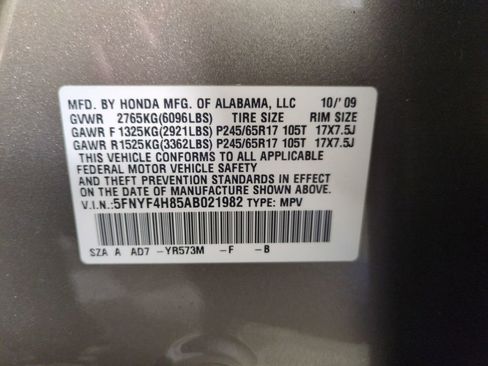 MFD. BY HONDA MFG. OF ALABAMA, LLC 10/'09
GVWR 2765KG(6096LBS) TIRE SIZE RIM SIZE
GAWR F 1325KG(2921LBS) P245/65R17 105T 17X7.5J
GAWR R1525KG(3362LBS) P245/65R17 105T 17X7.5J
THIS VEHICLE CONFORMS TO ALL APPLICABLE
FEDERAL MOTOR VEHICLE SAFETY, BUMPER
AND THEFT PREVENTION STANDARDS IN EFFECT
ON THE DATE OF MANUFACTURE SHOWN ABOVE.
V.I.N.:5FNYF4H85AB021982 TYPE: MPV
SZA A AD7 -YR573M -F -B